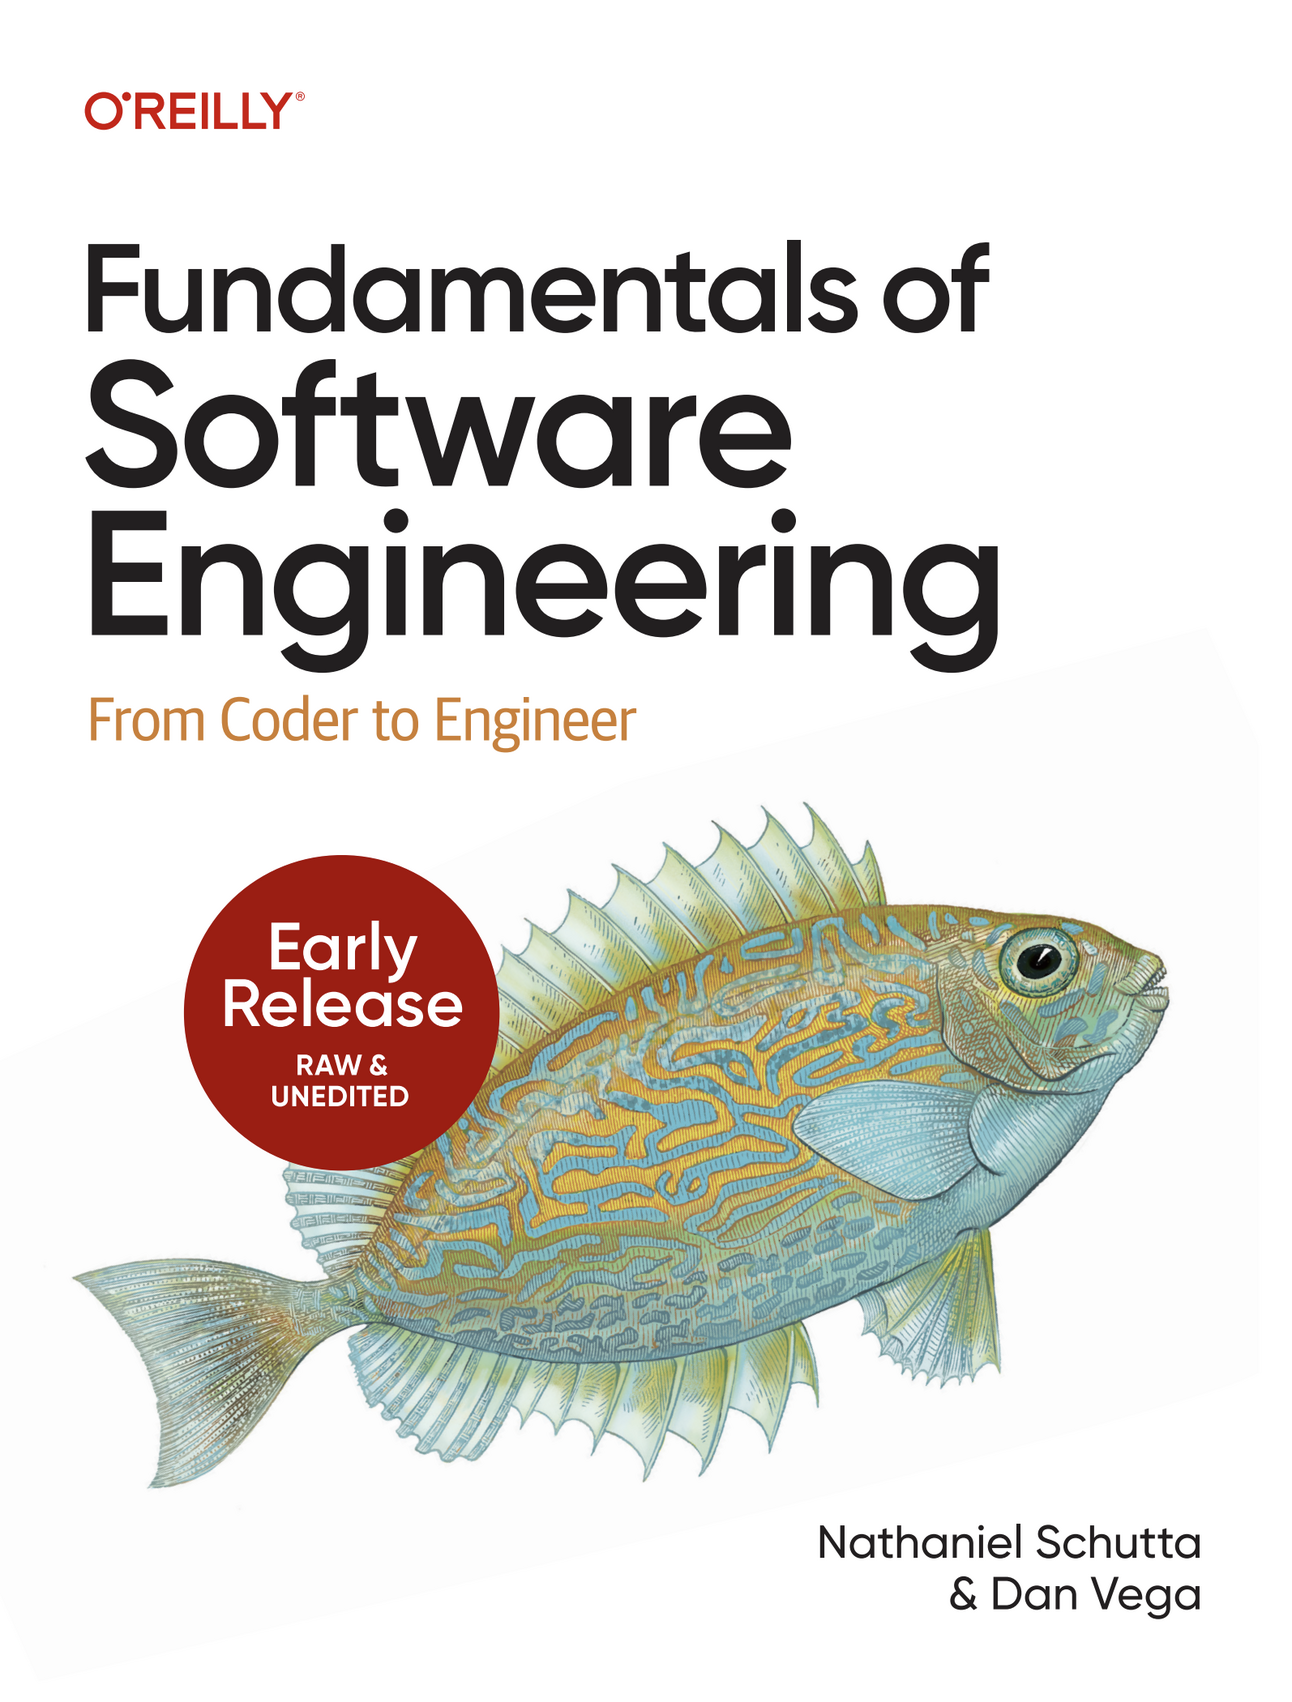 O'REILLY®
Fundamentals of
Software
Engineering
From Coder to Engineer
Early
Release
RAW &
UNEDITED
Nathaniel Schutta
& Dan Vega